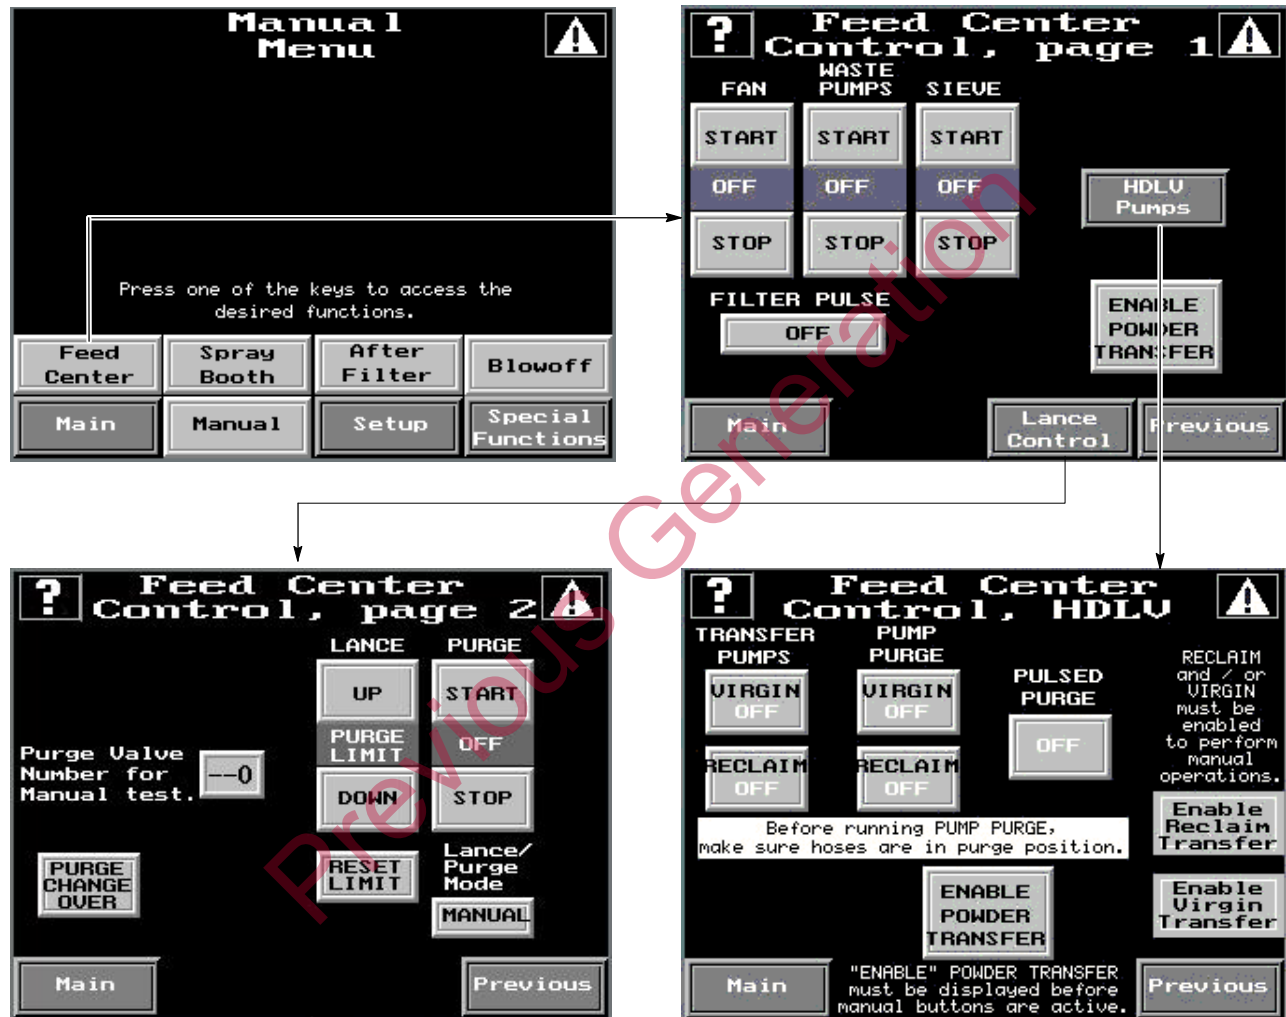 Manual
Menu
Press one of the keys to access the
desired functions.
Feed
Center
Spray
Booth
After
Filter
Blowoff
Main
Manual
Setup
Special
Functions
?
Feed Center
Control, page 1
FAN
WASTE
PUMPS
SIEVE
START
START
START
OFF
OFF
OFF
STOP
STOP
STOP
FILTER PULSE
OFF
HDLV
Pumps
ENABLE
POWDER
TRANSFER
Main
Lance
Control
Previous
?
Feed Center
Control, page 2
LANCE
PURGE
UP
START
PURGE
LIMIT
OFF
DOWN
STOP
Purge Valve
Number for
Manual test.
--0
PURGE
CHANGE
OVER
RESET
LIMIT
Lance/
Purge
Mode
MANUAL
Main
Previous
?
Feed Center
Control, HDLV
TRANSFER
PUMPS
PUMP
PURGE
VIRGIN
OFF
VIRGIN
OFF
RECLAIM
OFF
RECLAIM
OFF
PULSED
PURGE
OFF
RECLAIM
and / or
VIRGIN
must be
enabled
to perform
manual
operations.
Before running PUMP PURGE,
make sure hoses are in purge position.
Enable
Reclaim
Transfer
Enable
Virgin
Transfer
ENABLE
POWDER
TRANSFER
Main
"ENABLE" POWDER TRANSFER
must be displayed before
manual buttons are active.
Previous
Previous Generation